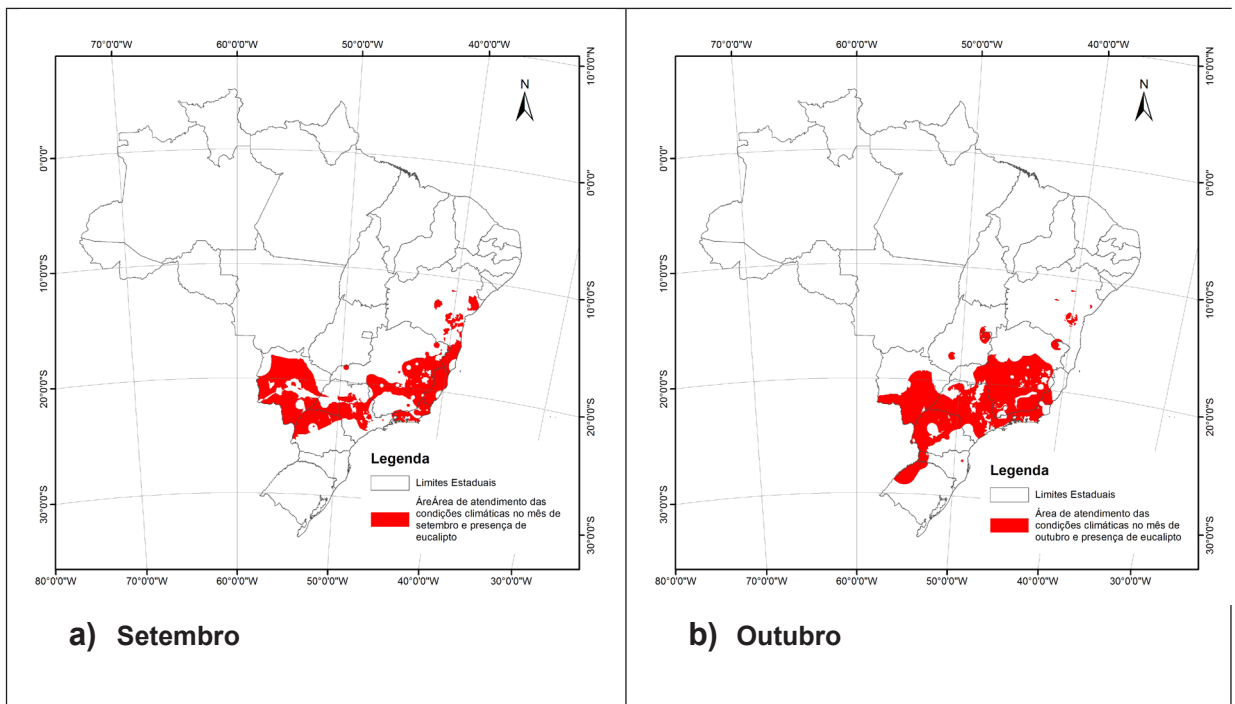 70°0'0"W 60°0'0"W 50°0'0"W 40°0'0"W
10°0'0"N
N
0°0'0"
0°0'0"
10°0'0"S
10°0'0"S
20°0'0"S
20°0'0"S
30°0'0"S
30°0'0"S
Legenda
Limites Estaduais
ÁreÁrea de atendimento das
condições climáticas no mês de
setembro e presença de
eucalipto
80°0'0"W 60°0'0"W 50°0'0"W 40°0'0"W 30°0'0"W
a) Setembro
70°0'0"W 60°0'0"W 50°0'0"W 40°0'0"W
10°0'0"N
N
0°0'0"
0°0'0"
10°0'0"S
10°0'0"S
20°0'0"S
20°0'0"S
30°0'0"S
30°0'0"S
Legenda
Limites Estaduais
Área de atendimento das
condições climáticas no mês de
outubro e presença de eucalipto
80°0'0"W 70°0'0"W 60°0'0"W 50°0'0"W 40°0'0"W 30°0'0"W
b) Outubro